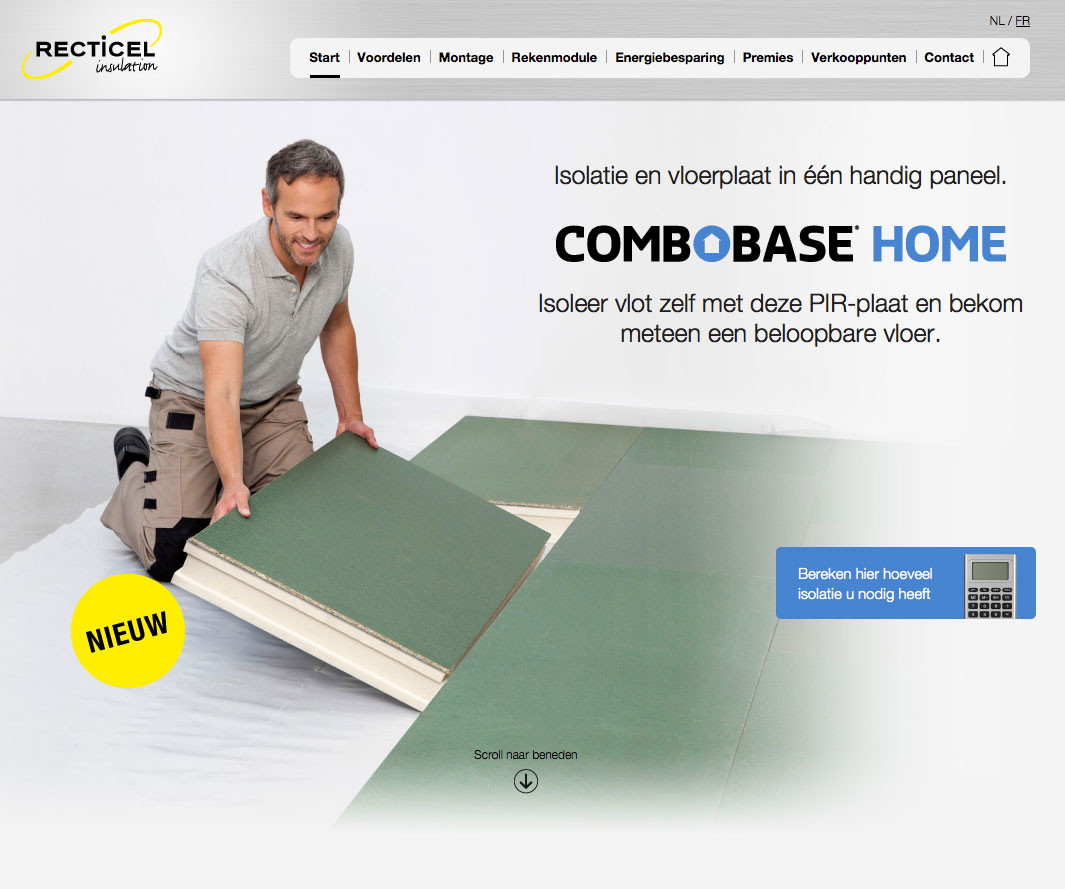 NL / FR
RECTICEL
insulation
Start
Voordelen
Montage
Rekenmodule
Energiebesparing
Premies
Verkooppunten
Contact
Isolatie en vloerplaat in één handig paneel.
COMBOBASE® HOME
Isoleer vlot zelf met deze PIR-plaat en bekom
meteen een beloopbare vloer.
Bereken hier hoeveel
isolatie u nodig heeft
NIEUW
Scroll naar beneden